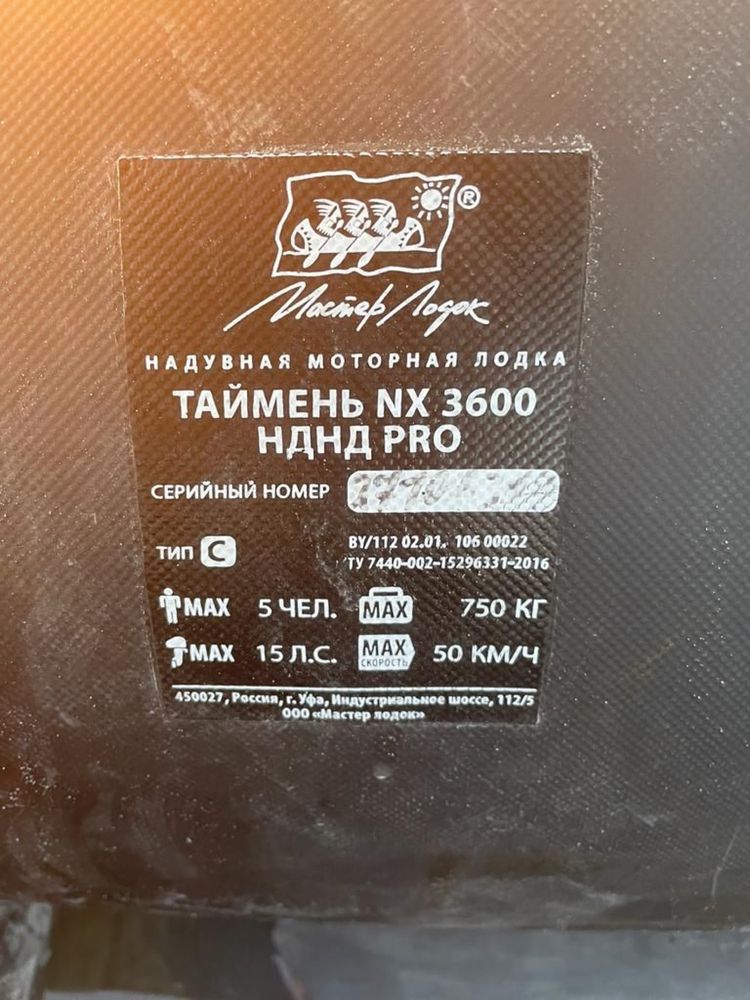 ®
Мастер Лодок
НАДУВНАЯ МОТОРНАЯ ЛОДКА
ТАЙМЕНЬ NX 3600
НДНД PRO
СЕРИЙНЫЙ НОМЕР
ТИП C
BY/112 02.01. 106 00022
ТУ 7440-002-15296331-2016
MAX 5 ЧЕЛ. MAX 750 КГ
MAX 15 Л.С. MAX СКОРОСТЬ 50 КМ/Ч
450027, Россия, г. Уфа, Индустриальное шоссе, 112/5
ООО «Мастер лодок»